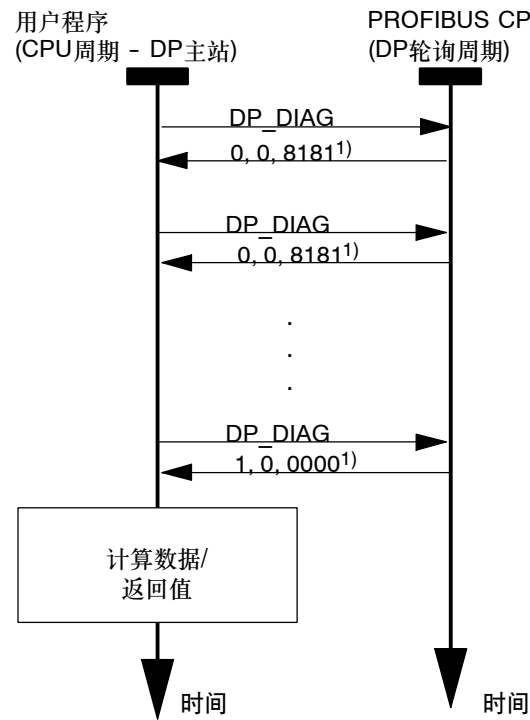 用户程序
(CPU周期 - DP主站)
PROFIBUS CP
(DP轮询周期)
DP_DIAG
0, 0, 8181¹⁾
DP_DIAG
0, 0, 8181¹⁾
.
.
.
DP_DIAG
1, 0, 0000¹⁾
计算数据/
返回值
时间
时间